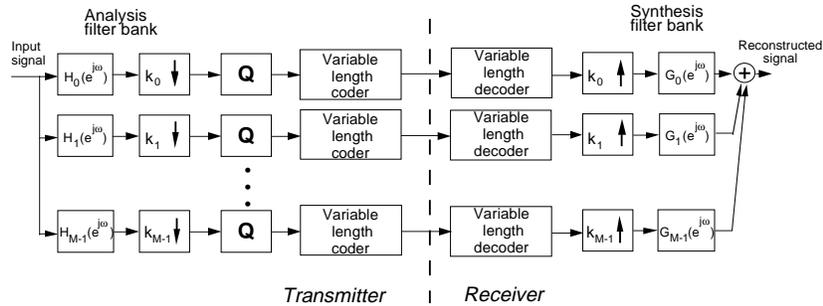 Analysis
filter bank
Synthesis
filter bank
Input
signal
Reconstructed
signal
H0(e^jω)
k0
Q
Variable
length
coder
Variable
length
decoder
k0
G0(e^jω)
+
H1(e^jω)
k1
Q
Variable
length
coder
Variable
length
decoder
k1
G1(e^jω)
HM-1(e^jω)
kM-1
Q
Variable
length
coder
Variable
length
decoder
kM-1
GM-1(e^jω)
Transmitter
Receiver